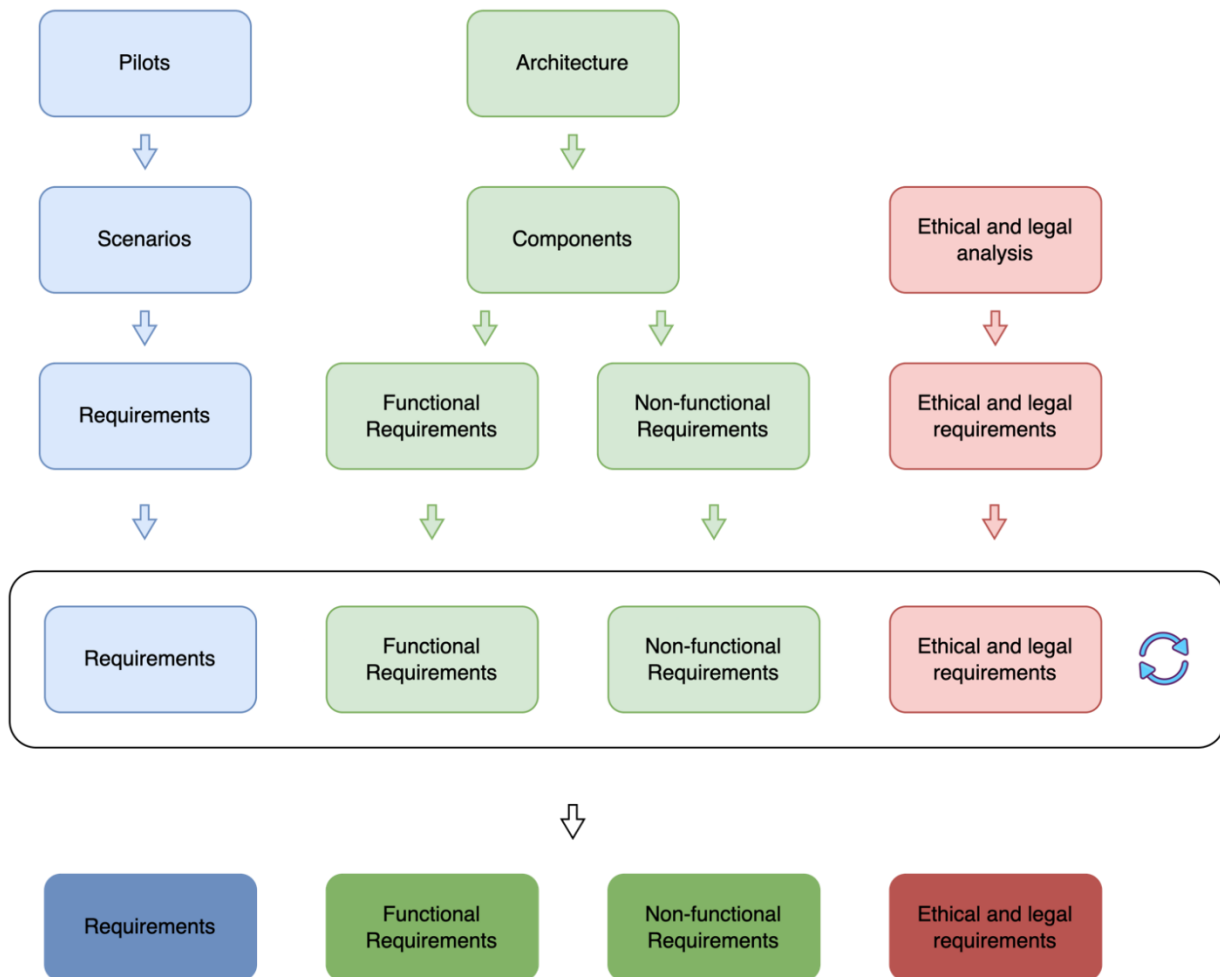 Pilots
Architecture
Scenarios
Components
Ethical and legal
analysis
Requirements
Functional
Requirements
Non-functional
Requirements
Ethical and legal
requirements
Requirements
Functional
Requirements
Non-functional
Requirements
Ethical and legal
requirements
Requirements
Functional
Requirements
Non-functional
Requirements
Ethical and legal
requirements